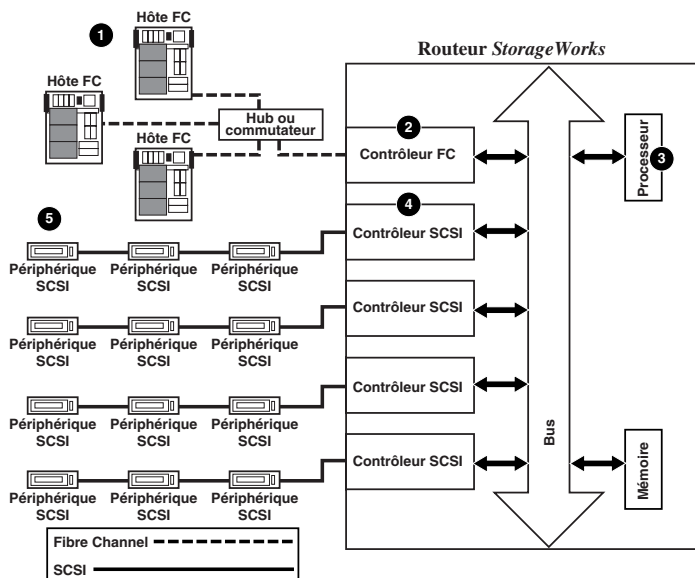 1
Hôte FC
Hôte FC
Hôte FC
Hub ou
commutateur
Routeur StorageWorks
2
Contrôleur FC
Processeur
3
4
Contrôleur SCSI
Contrôleur SCSI
Contrôleur SCSI
Contrôleur SCSI
Bus
Mémoire
5
Périphérique
SCSI
Périphérique
SCSI
Périphérique
SCSI
Périphérique
SCSI
Périphérique
SCSI
Périphérique
SCSI
Périphérique
SCSI
Périphérique
SCSI
Périphérique
SCSI
Périphérique
SCSI
Périphérique
SCSI
Périphérique
SCSI
Fibre Channel
SCSI